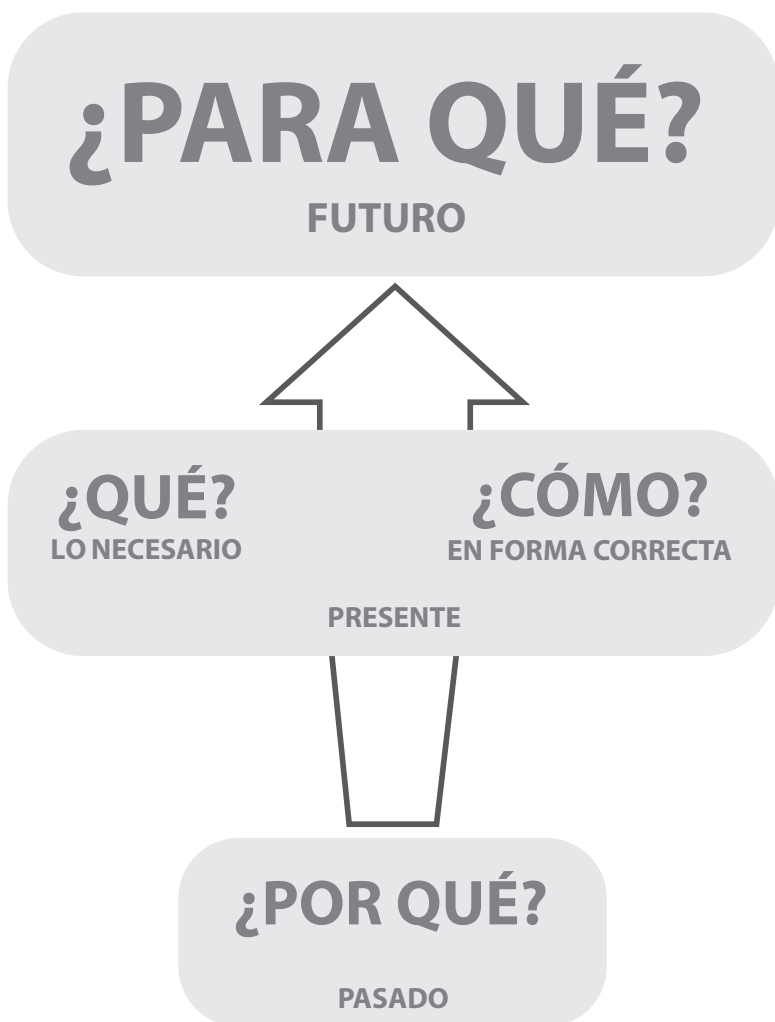 ¿PARA QUÉ?
FUTURO
¿QUÉ? ¿CÓMO?
LO NECESARIO EN FORMA CORRECTA
PRESENTE
¿POR QUÉ?
PASADO